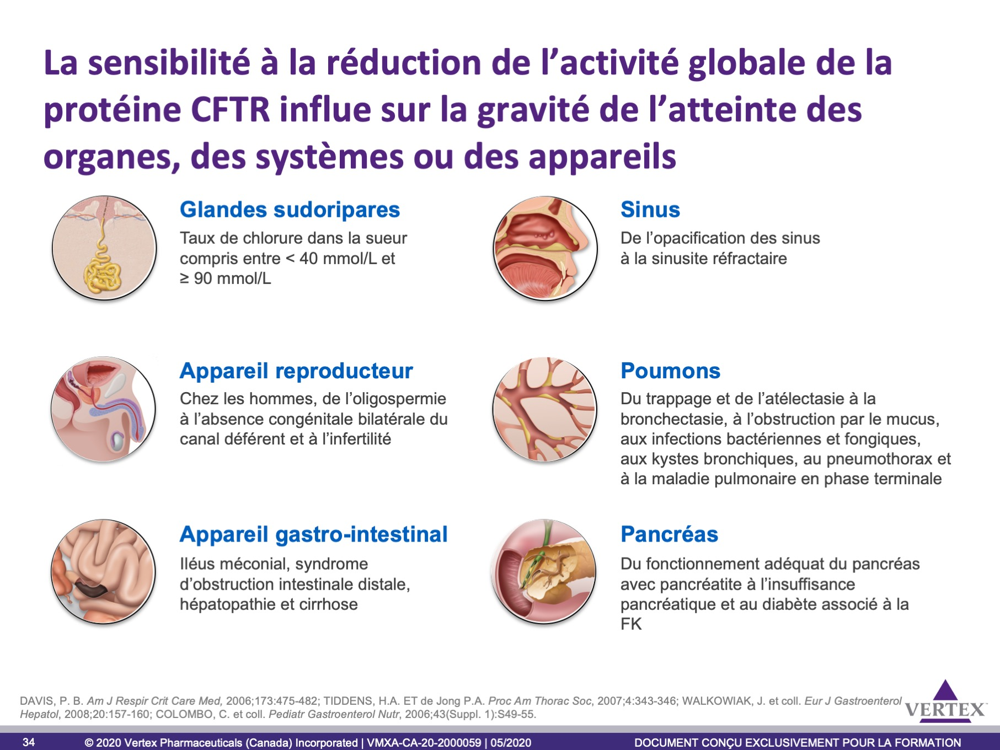 La sensibilité à la réduction de l’activité globale de la
protéine CFTR influe sur la gravité de l’atteinte des
organes, des systèmes ou des appareils
Glandes sudoripares
Taux de chlorure dans la sueur
compris entre < 40 mmol/L et
≥ 90 mmol/L
Sinus
De l’opacification des sinus
à la sinusite réfractaire
Appareil reproducteur
Chez les hommes, de l’oligospermie
à l’absence congénitale bilatérale du
canal déférent et à l’infertilité
Poumons
Du trappage et de l’atélectasie à la
bronchectasie, à l’obstruction par le mucus,
aux infections bactériennes et fongiques,
aux kystes bronchiques, au pneumothorax et
à la maladie pulmonaire en phase terminale
Appareil gastro-intestinal
Iléus méconial, syndrome
d’obstruction intestinale distale,
hépatopathie et cirrhose
Pancréas
Du fonctionnement adéquat du pancréas
avec pancréatite à l’insuffisance
pancréatique et au diabète associé à la
FK
DAVIS, P. B. Am J Respir Crit Care Med, 2006;173:475-482; TIDDENS, H.A. ET de Jong P.A. Proc Am Thorac Soc, 2007;4:343-346; WALKOWIAK, J. et coll. Eur J Gastroenterol
Hepatol, 2008;20:157-160; COLOMBO, C. et coll. Pediatr Gastroenterol Nutr, 2006;43(Suppl. 1):S49-55.
VERTEX
34
© 2020 Vertex Pharmaceuticals (Canada) Incorporated | VMXA-CA-20-2000059 | 05/2020
DOCUMENT CONÇU EXCLUSIVEMENT POUR LA FORMATION